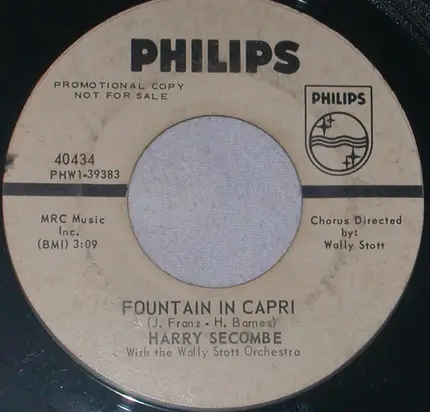 PHILIPS
PROMOTIONAL COPY
NOT FOR SALE
PHILIPS
40434
PHW1-39383
MRC Music
Inc.
(BMI) 3:09
Chorus Directed
by:
Wally Stott
FOUNTAIN IN CAPRI
(J. Franz - H. Barnes)
HARRY SECOMBE
With the Wally Stott Orchestra